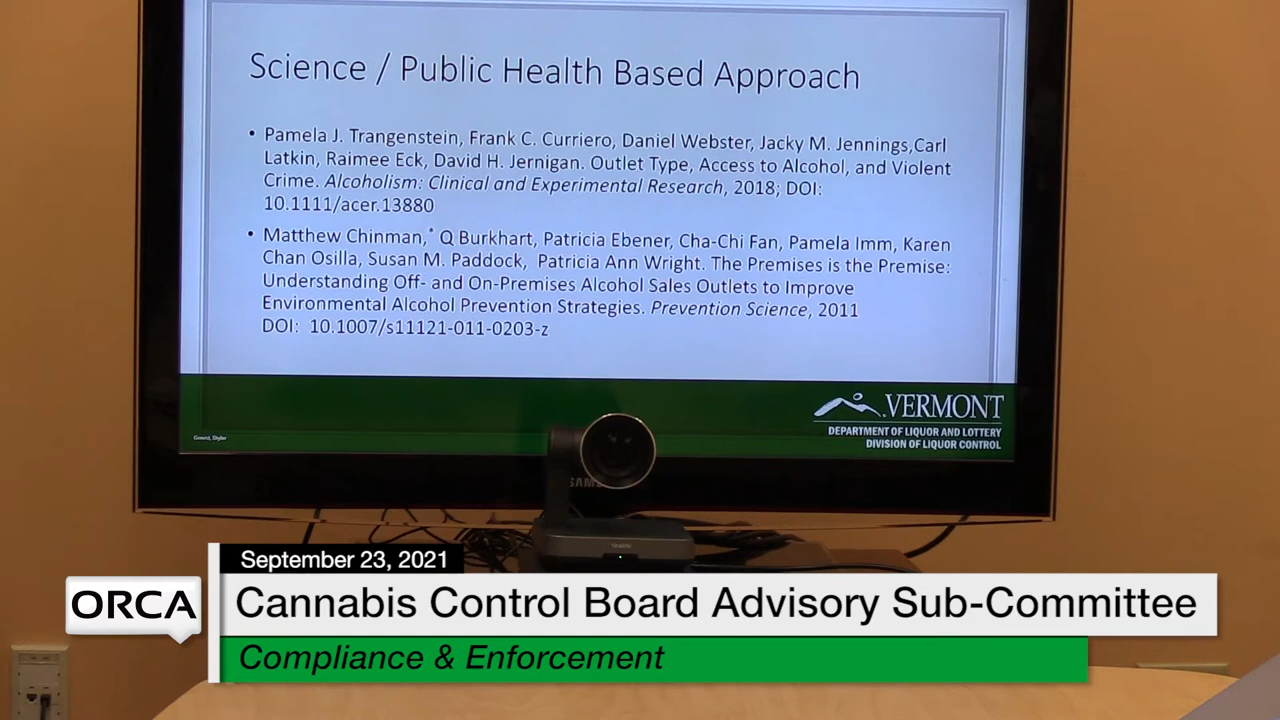 Science / Public Health Based Approach
• Pamela J. Trangenstein, Frank C. Curriero, Daniel Webster, Jacky M. Jennings,Carl
Latkin, Raimee Eck, David H. Jernigan. Outlet Type, Access to Alcohol, and Violent
Crime. Alcoholism: Clinical and Experimental Research, 2018; DOI:
10.1111/acer.13880
• Matthew Chinman,* Q Burkhart, Patricia Ebener, Cha-Chi Fan, Pamela Imm, Karen
Chan Osilla, Susan M. Paddock, Patricia Ann Wright. The Premises is the Premise:
Understanding Off- and On-Premises Alcohol Sales Outlets to Improve
Environmental Alcohol Prevention Strategies. Prevention Science, 2011
DOI: 10.1007/s11121-011-0203-z
VERMONT
DEPARTMENT OF LIQUOR AND LOTTERY
DIVISION OF LIQUOR CONTROL
September 23, 2021
ORCA
Cannabis Control Board Advisory Sub-Committee
Compliance & Enforcement